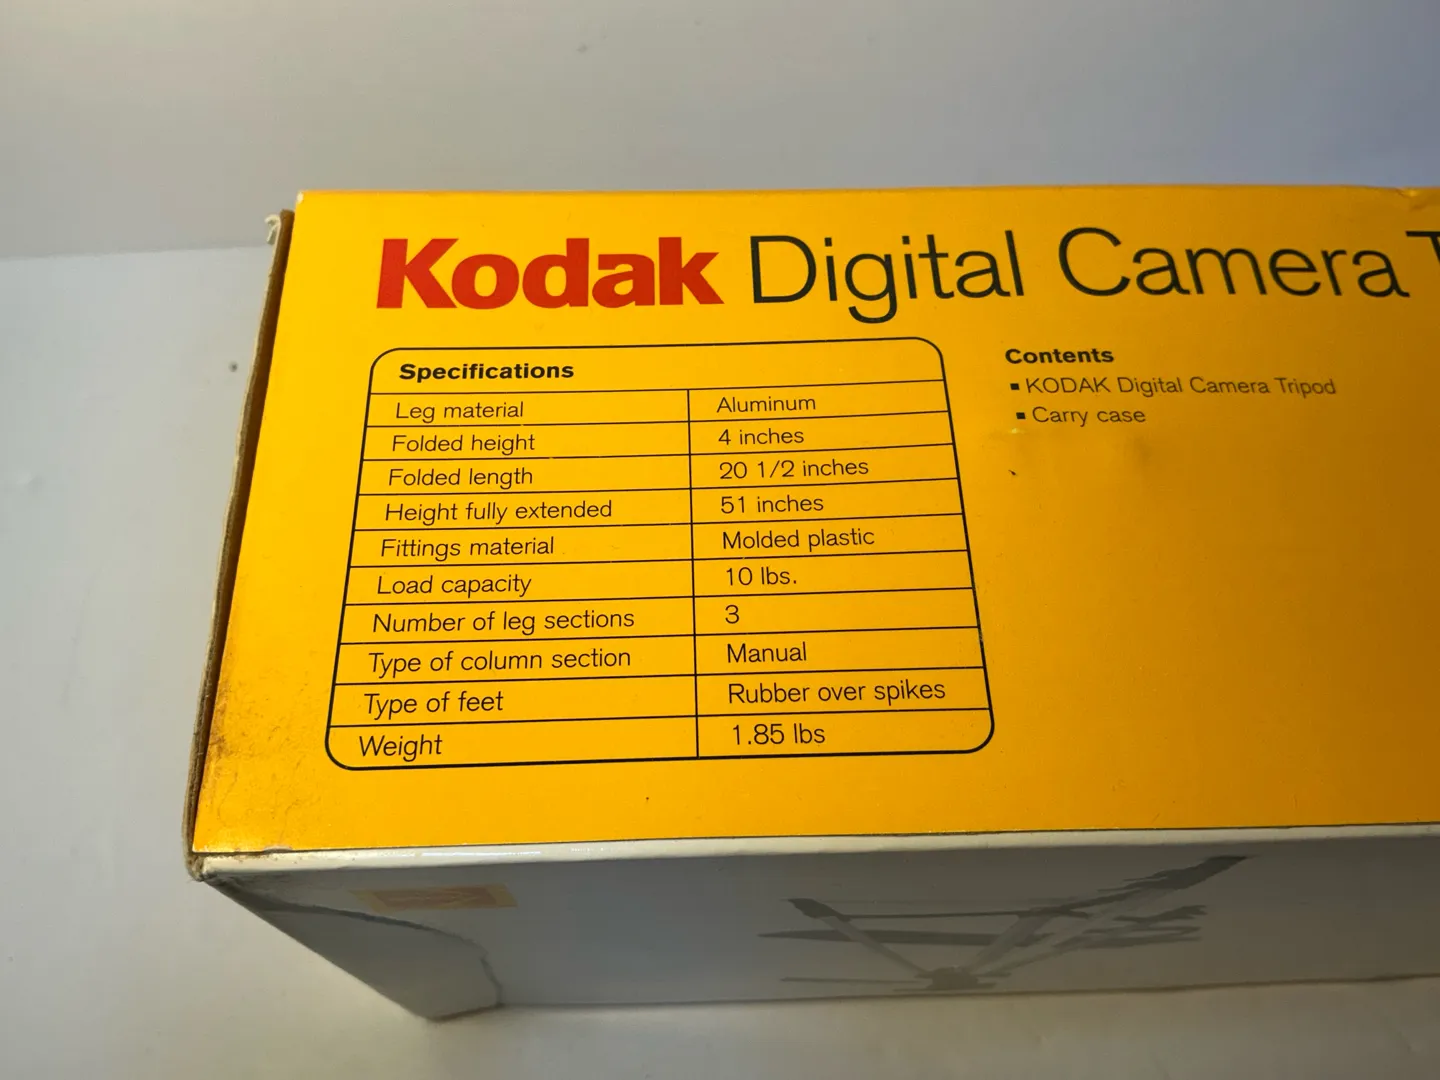 Kodak Digital Camera T
Specifications
Leg material Aluminum
Folded height 4 inches
Folded length 20 1/2 inches
Height fully extended 51 inches
Fittings material Molded plastic
Load capacity 10 lbs.
Number of leg sections 3
Type of column section Manual
Type of feet Rubber over spikes
Weight 1.85 lbs
Contents
▪ KODAK Digital Camera Tripod
▪ Carry case